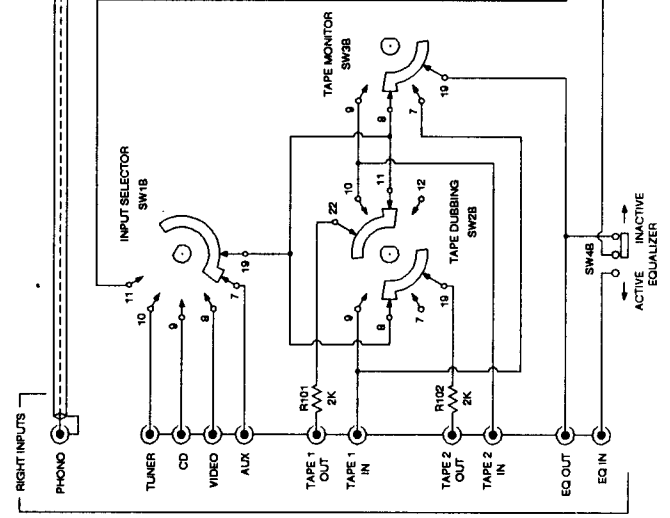 RIGHT INPUTS
PHONO
TUNER
CD
VIDEO
AUX
TAPE 1
OUT
TAPE 1
IN
TAPE 2
OUT
TAPE 2
IN
EQ OUT
EQ IN
R101
2K
R102
2K
INPUT SELECTOR
SW1B
11
10
9
8
7
19
TAPE DUBBING
SW2B
22
10
11
12
9
8
7
19
TAPE MONITOR
SW3B
9
8
7
19
SW4B
ACTIVE
INACTIVE
EQUALIZER